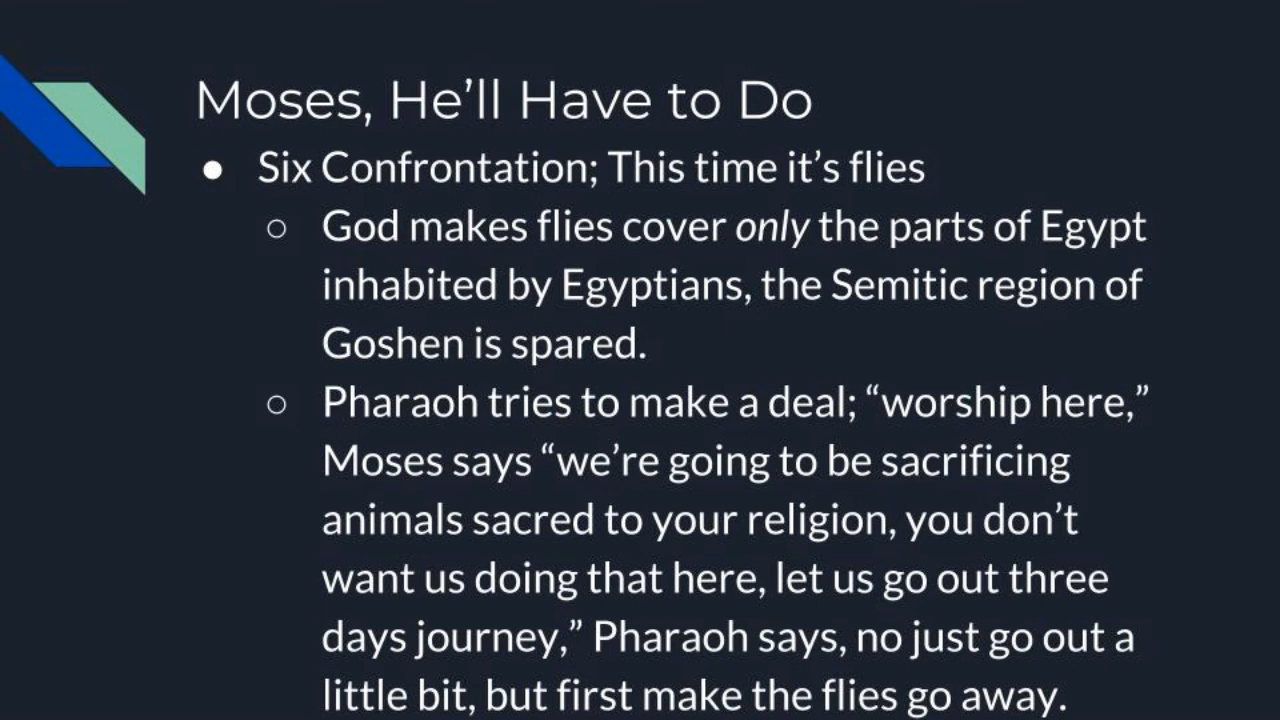 Moses, He’ll Have to Do
● Six Confrontation; This time it’s flies
○ God makes flies cover only the parts of Egypt
inhabited by Egyptians, the Semitic region of
Goshen is spared.
○ Pharaoh tries to make a deal; “worship here,”
Moses says “we’re going to be sacrificing
animals sacred to your religion, you don’t
want us doing that here, let us go out three
days journey,” Pharaoh says, no just go out a
little bit, but first make the flies go away.